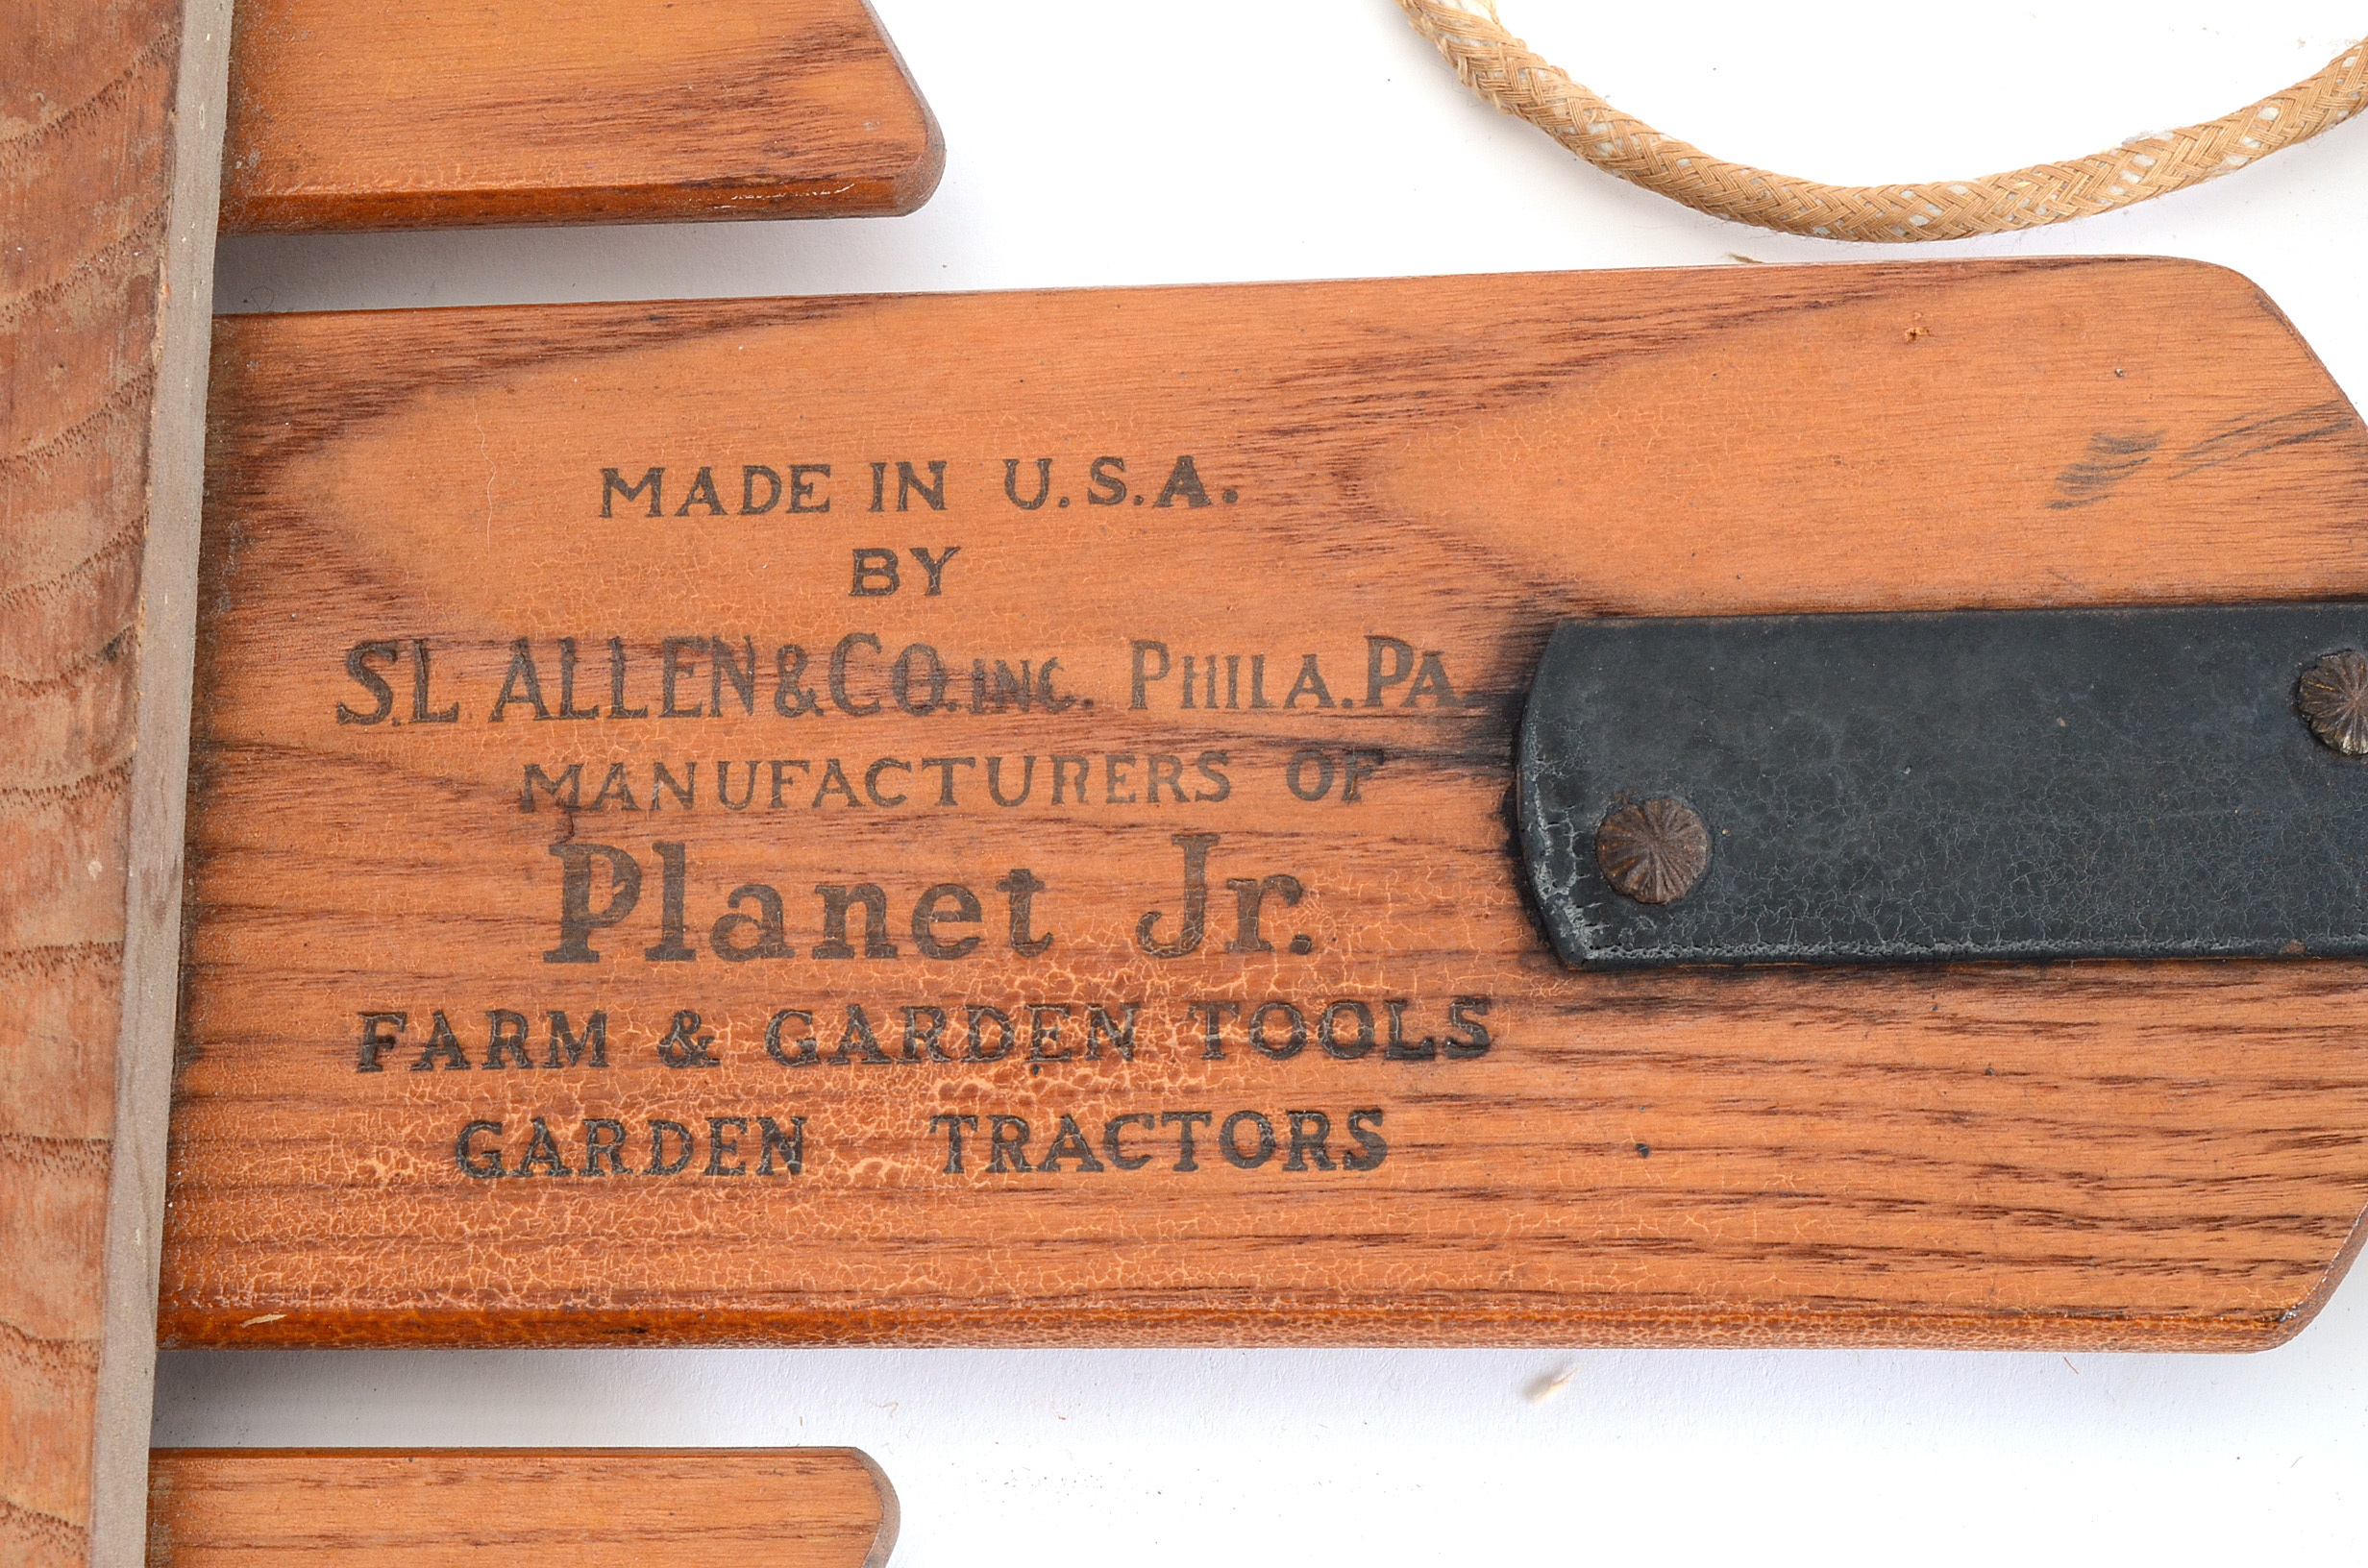 MADE IN U.S.A.
BY
S.L ALLEN & CO. INC. PHILA. PA.
MANUFACTURERS OF
Planet Jr.
FARM & GARDEN TOOLS
GARDEN TRACTORS